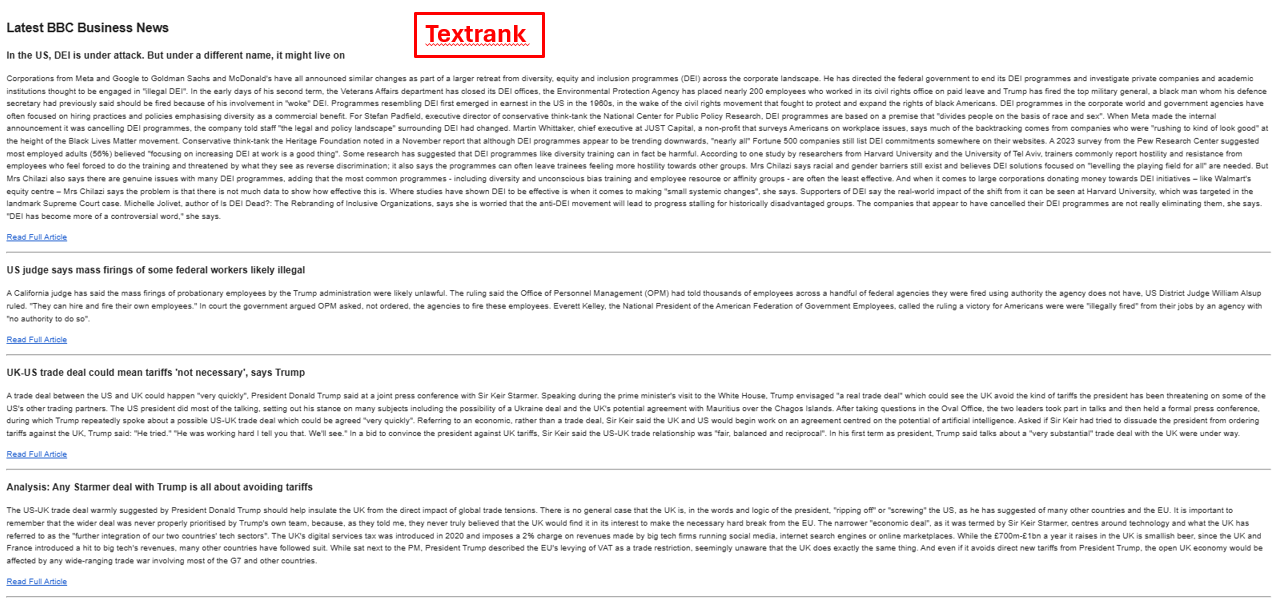 Latest BBC Business News
Textrank
In the US, DEI is under attack. But under a different name, it might live on
Corporations from Meta and Google to Goldman Sachs and McDonald's have all announced similar changes as part of a larger retreat from diversity, equity and inclusion programmes (DEI) across the corporate landscape. He has directed the federal government to end its DEI programmes and investigate private companies and academic
institutions thought to be engaged in "illegal DEI". In the early days of his second term, the Veterans Affairs department has closed its DEI offices, the Environmental Protection Agency has placed nearly 200 employees who worked in its civil rights office on paid leave and Trump has fired the top military general, a black man whom his defence
secretary had previously said should be fired because of his involvement in "woke" DEI. Programmes resembling DEI first emerged in earnest in the US in the 1960s, in the wake of the civil rights movement that fought to protect and expand the rights of black Americans. DEI programmes in the corporate world and government agencies have
often focused on hiring practices and policies emphasising diversity as a commercial benefit. For Stefan Padfield, executive director of conservative think-tank the National Center for Public Policy Research, DEI programmes are based on a premise that "divides people on the basis of race and sex". When Meta made the internal
announcement it was cancelling DEI programmes, the company told staff "the legal and policy landscape" surrounding DEI had changed. Martin Whittaker, chief executive at JUST Capital, a non-profit that surveys Americans on workplace issues, says much of the backtracking comes from companies who were "rushing to kind of look good" at
the height of the Black Lives Matter movement. Conservative think-tank the Heritage Foundation noted in a November report that although DEI programmes appear to be trending downwards, "nearly all" Fortune 500 companies still list DEI commitments somewhere on their websites. A 2023 survey from the Pew Research Center suggested
most employed adults (56%) believed "focusing on increasing DEI at work is a good thing". Some research has suggested that DEI programmes like diversity training can in fact be harmful. According to one study by researchers from Harvard University and the University of Tel Aviv, trainers commonly report hostility and resistance from
employees who feel forced to do the training and threatened by what they see as reverse discrimination; it also says the programmes can often leave trainees feeling more hostility towards other groups. Mrs Chilazi says racial and gender barriers still exist and believes DEI solutions focused on "levelling the playing field for all" are needed. But
Mrs Chilazi also says there are genuine issues with many DEI programmes, adding that the most common programmes - including diversity and unconscious bias training and employee resource or affinity groups - are often the least effective. And when it comes to large corporations donating money towards DEI initiatives – like Walmart's
equity centre – Mrs Chilazi says the problem is that there is not much data to show how effective this is. Where studies have shown DEI to be effective is when it comes to making "small systemic changes", she says. Supporters of DEI say the real-world impact of the shift from it can be seen at Harvard University, which was targeted in the
landmark Supreme Court case. Michelle Jolivet, author of Is DEI Dead?: The Rebranding of Inclusive Organizations, says she is worried that the anti-DEI movement will lead to progress stalling for historically disadvantaged groups. The companies that appear to have cancelled their DEI programmes are not really eliminating them, she says.
"DEI has become more of a controversial word," she says.
Read Full Article
US judge says mass firings of some federal workers likely illegal
A California judge has said the mass firings of probationary employees by the Trump administration were likely unlawful. The ruling said the Office of Personnel Management (OPM) had told thousands of employees across a handful of federal agencies they were fired using authority the agency does not have, US District Judge William Alsup
ruled. "They can hire and fire their own employees." In court the government argued OPM asked, not ordered, the agencies to fire these employees. Everett Kelley, the National President of the American Federation of Government Employees, called the ruling a victory for Americans were were "illegally fired" from their jobs by an agency with
"no authority to do so".
Read Full Article
UK-US trade deal could mean tariffs 'not necessary', says Trump
A trade deal between the US and UK could happen "very quickly", President Donald Trump said at a joint press conference with Sir Keir Starmer. Speaking during the prime minister's visit to the White House, Trump envisaged "a real trade deal" which could see the UK avoid the kind of tariffs the president has been threatening on some of the
US's other trading partners. The US president did most of the talking, setting out his stance on many subjects including the possibility of a Ukraine deal and the UK's potential agreement with Mauritius over the Chagos Islands. After taking questions in the Oval Office, the two leaders took part in talks and then held a formal press conference,
during which Trump repeatedly spoke about a possible US-UK trade deal which could be agreed "very quickly". Referring to an economic, rather than a trade deal, Sir Keir said the UK and US would begin work on an agreement centred on the potential of artificial intelligence. Asked if Sir Keir had tried to dissuade the president from ordering
tariffs against the UK, Trump said: "He tried." "He was working hard I tell you that. We'll see." In a bid to convince the president against UK tariffs, Sir Keir said the US-UK trade relationship was "fair, balanced and reciprocal". In his first term as president, Trump said talks about a "very substantial" trade deal with the UK were under way.
Read Full Article
Analysis: Any Starmer deal with Trump is all about avoiding tariffs
The US-UK trade deal warmly suggested by President Donald Trump should help insulate the UK from the direct impact of global trade tensions. There is no general case that the UK is, in the words and logic of the president, "ripping off" or "screwing" the US, as he has suggested of many other countries and the EU. It is important to
remember that the wider deal was never properly prioritised by Trump's own team, because, as they told me, they never truly believed that the UK would find it in its interest to make the necessary hard break from the EU. The narrower "economic deal", as it was termed by Sir Keir Starmer, centres around technology and what the UK has
referred to as the "further integration of our two countries' tech sectors". The UK's digital services tax was introduced in 2020 and imposes a 2% charge on revenues made by big tech firms running social media, internet search engines or online marketplaces. While the £700m-£1bn a year it raises in the UK is smallish beer, since the UK and
France introduced a hit to big tech's revenues, many other countries have followed suit. While sat next to the PM, President Trump described the EU's levying of VAT as a trade restriction, seemingly unaware that the UK does exactly the same thing. And even if it avoids direct new tariffs from President Trump, the open UK economy would be
affected by any wide-ranging trade war involving most of the G7 and other countries.
Read Full Article